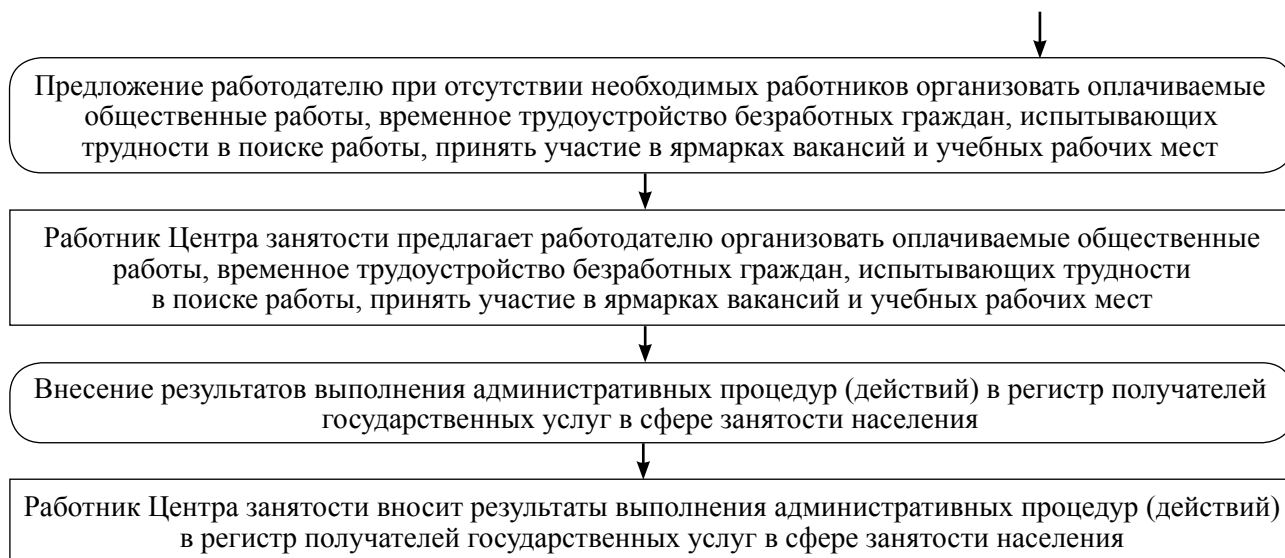 Предложение работодателю при отсутствии необходимых работников организовать оплачиваемые
общественные работы, временное трудоустройство безработных граждан, испытывающих
трудности в поиске работы, принять участие в ярмарках вакансий и учебных рабочих мест
Работник Центра занятости предлагает работодателю организовать оплачиваемые общественные
работы, временное трудоустройство безработных граждан, испытывающих трудности
в поиске работы, принять участие в ярмарках вакансий и учебных рабочих мест
Внесение результатов выполнения административных процедур (действий) в регистр получателей
государственных услуг в сфере занятости населения
Работник Центра занятости вносит результаты выполнения административных процедур (действий)
в регистр получателей государственных услуг в сфере занятости населения